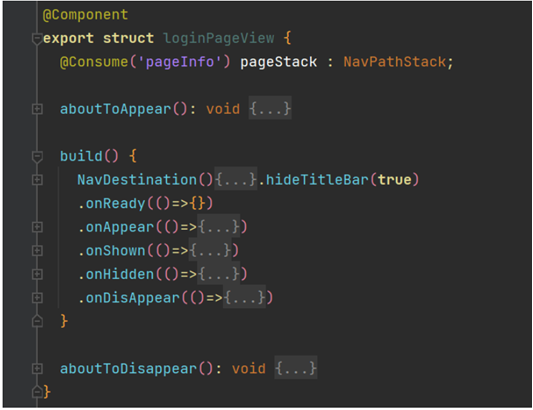 @Component
export struct loginPageView {
@Consume('pageInfo') pageStack : NavPathStack;
aboutToAppear(): void {...}
build() {
NavDestination(){...}.hideTitleBar(true)
.onReady(()=>{})
.onAppear(()=>{...})
.onShown(()=>{...})
.onHidden(()=>{...})
.onDisAppear(()=>{...})
}
aboutToDisappear(): void {...}
}